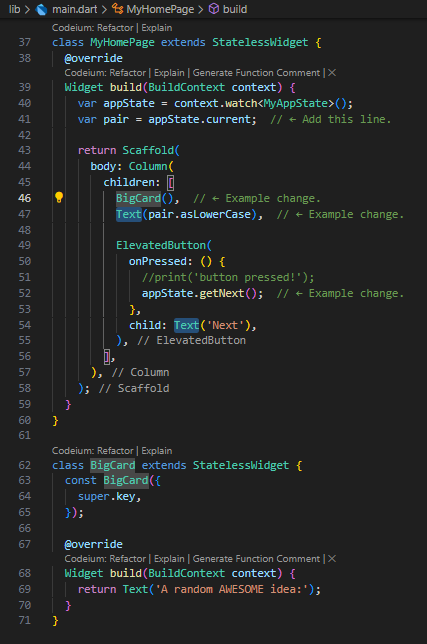 lib > main.dart > MyHomePage > build
Codeium: Refactor | Explain
37 class MyHomePage extends StatelessWidget {
38   @override
Codeium: Refactor | Explain | Generate Function Comment | ×
39   Widget build(BuildContext context) {
40     var appState = context.watch<MyAppState>();
41     var pair = appState.current;  // ← Add this line.
42
43     return Scaffold(
44       body: Column(
45         children: [
46           BigCard(),  // ← Example change.
47           Text(pair.asLowerCase),  // ← Example change.
48
49           ElevatedButton(
50             onPressed: () {
51               //print('button pressed!');
52               appState.getNext();  // ← Example change.
53             },
54             child: Text('Next'),
55           ), // ElevatedButton
56         ],
57       ), // Column
58     ); // Scaffold
59   }
60 }
61
Codeium: Refactor | Explain
62 class BigCard extends StatelessWidget {
63   const BigCard({
64     super.key,
65   });
66
67   @override
Codeium: Refactor | Explain | Generate Function Comment | ×
68   Widget build(BuildContext context) {
69     return Text('A random AWESOME idea:');
70   }
71 }